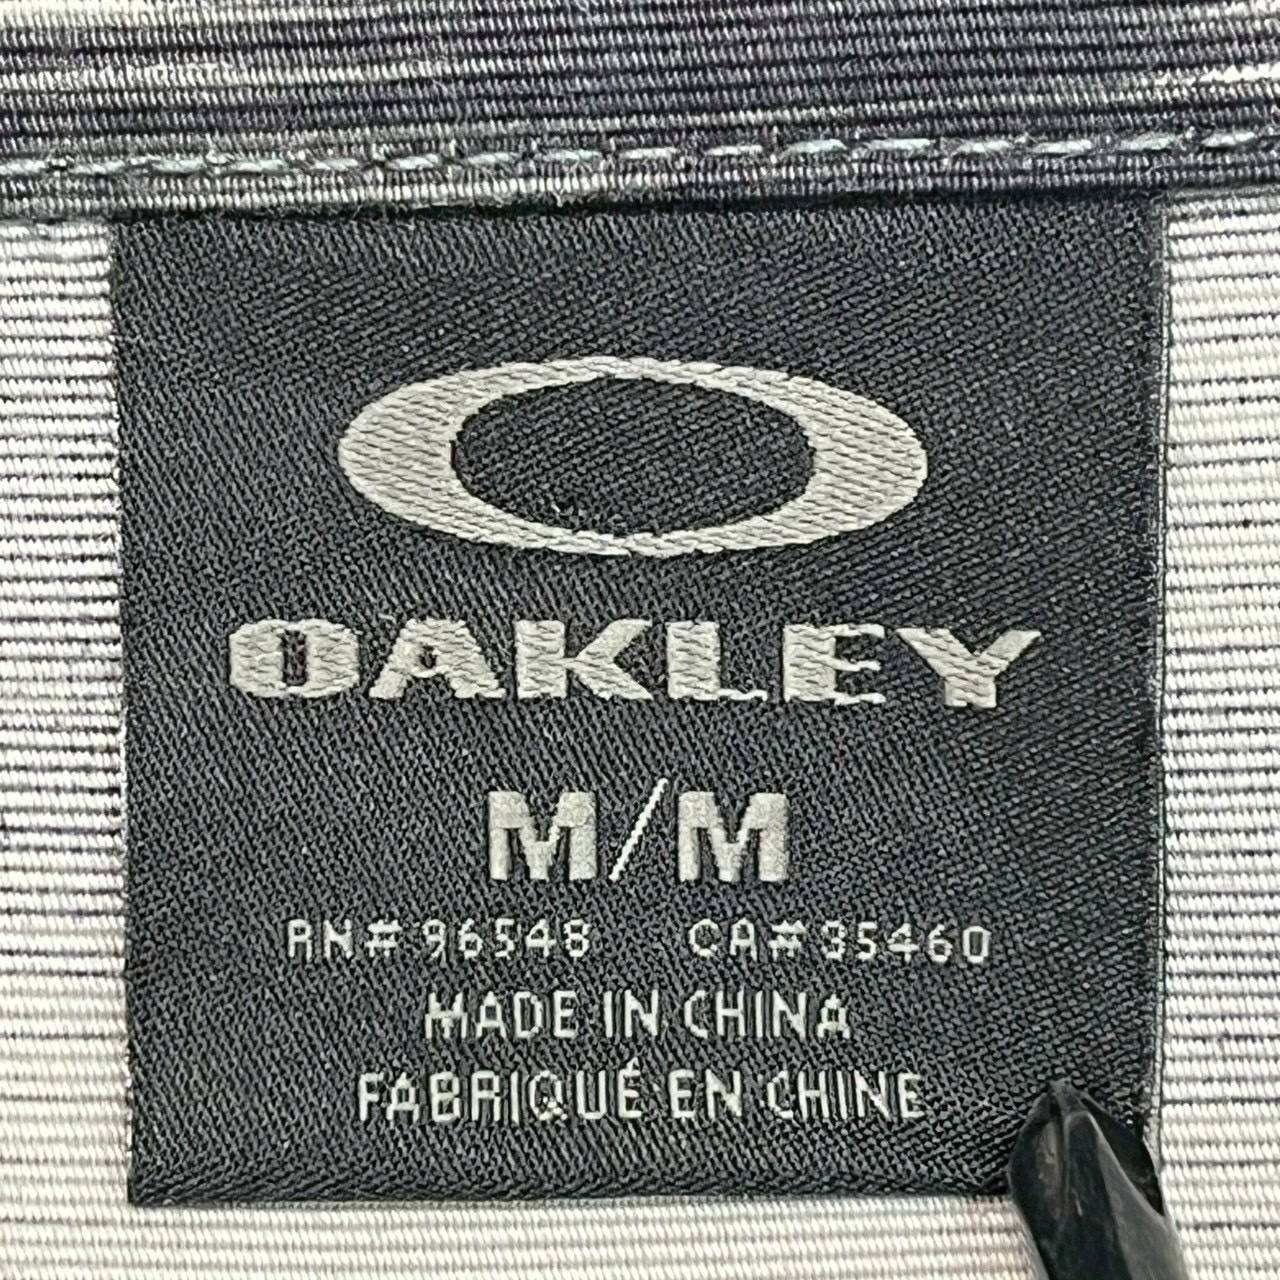 OAKLEY
M/M
RN# 96548 CA# 35460
MADE IN CHINA
FABRIQUÉ EN CHINE